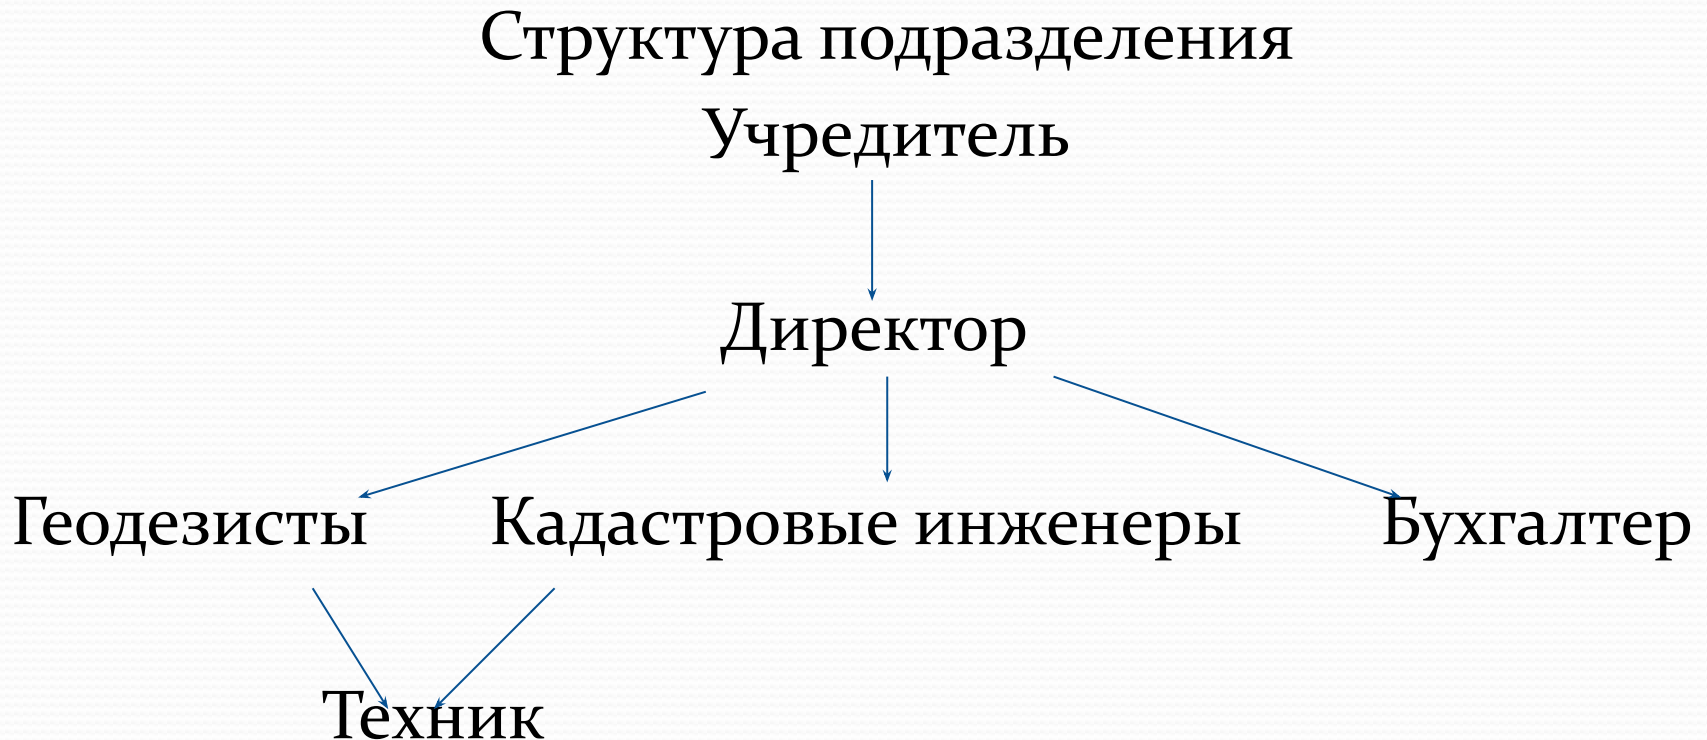 Структура подразделения
Учредитель
Директор
Геодезисты Кадастровые инженеры Бухгалтер
Техник